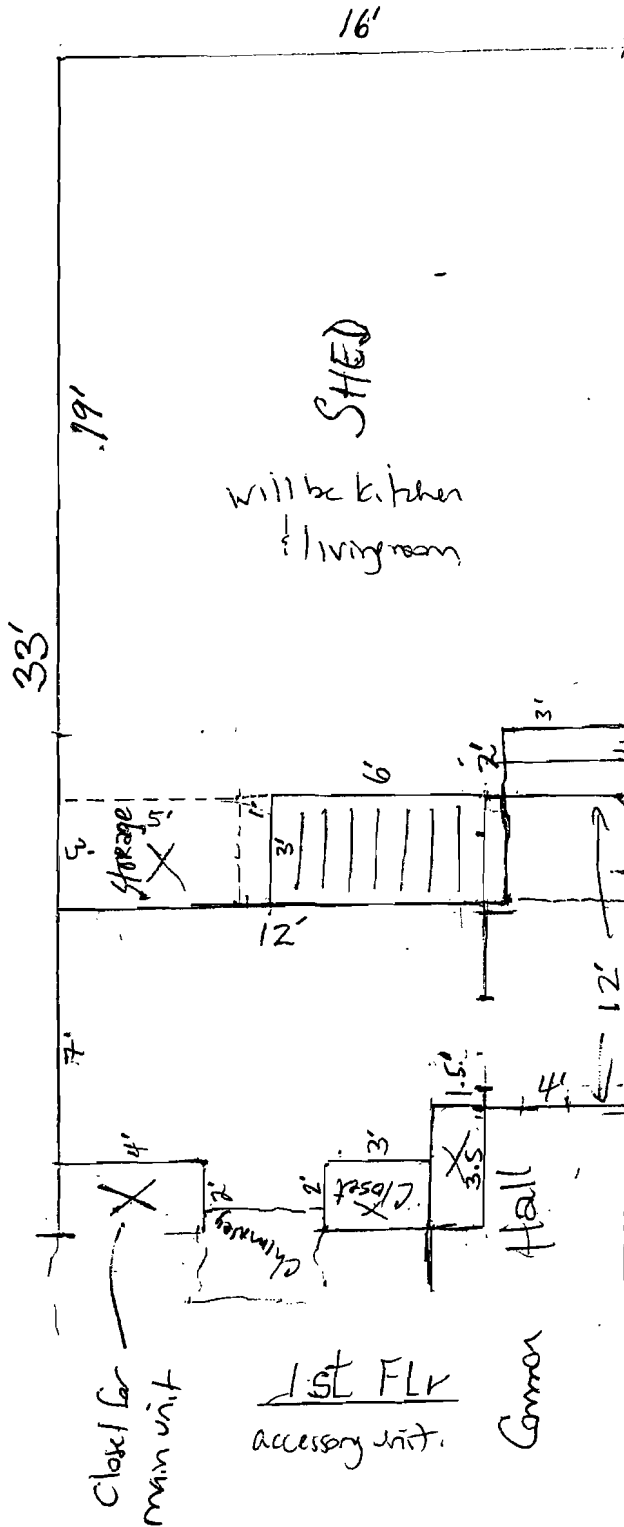 16'
33'
19'
SHED
will be kitchen
& livingroom
3'
2'
6'
5'
Storage
5'
1'
3'
12'
12'
7'
4'
2'
Chimney
2'
3'
Closet
1.5'
3.5
4'
Hall
Common
Closet for
main unit
1st FLr
accessory unit.